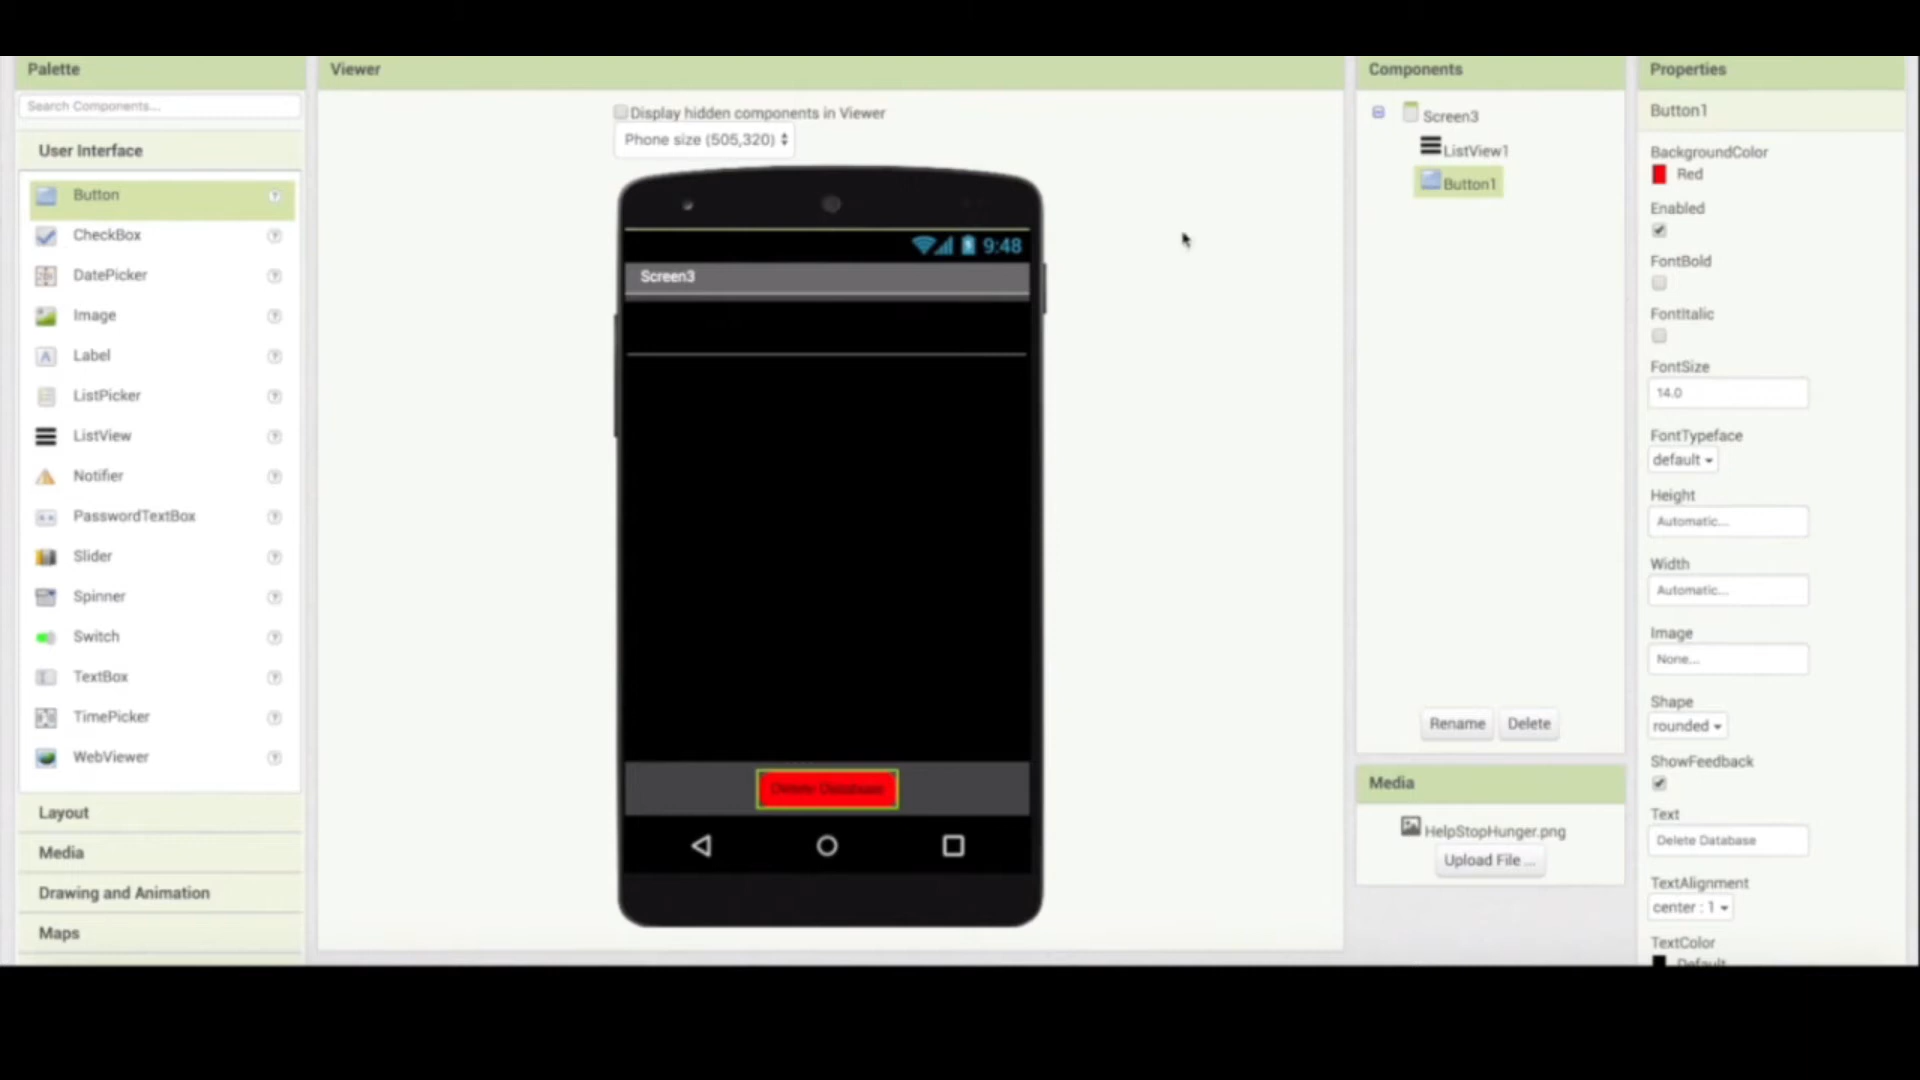 Palette
Search Components...
User Interface
Button
CheckBox
DatePicker
Image
Label
ListPicker
ListView
Notifier
PasswordTextBox
Slider
Spinner
Switch
TextBox
TimePicker
WebViewer
Layout
Media
Drawing and Animation
Maps
Viewer
Display hidden components in Viewer
Phone size (505,320)
9:48
Screen3
Delete Database
Components
Screen3
ListView1
Button1
Rename
Delete
Media
HelpStopHunger.png
Upload File ...
Properties
Button1
BackgroundColor
Red
Enabled
FontBold
FontItalic
FontSize
14.0
FontTypeface
default
Height
Automatic...
Width
Automatic...
Image
None...
Shape
rounded
ShowFeedback
Text
Delete Database
TextAlignment
center : 1
TextColor
Default